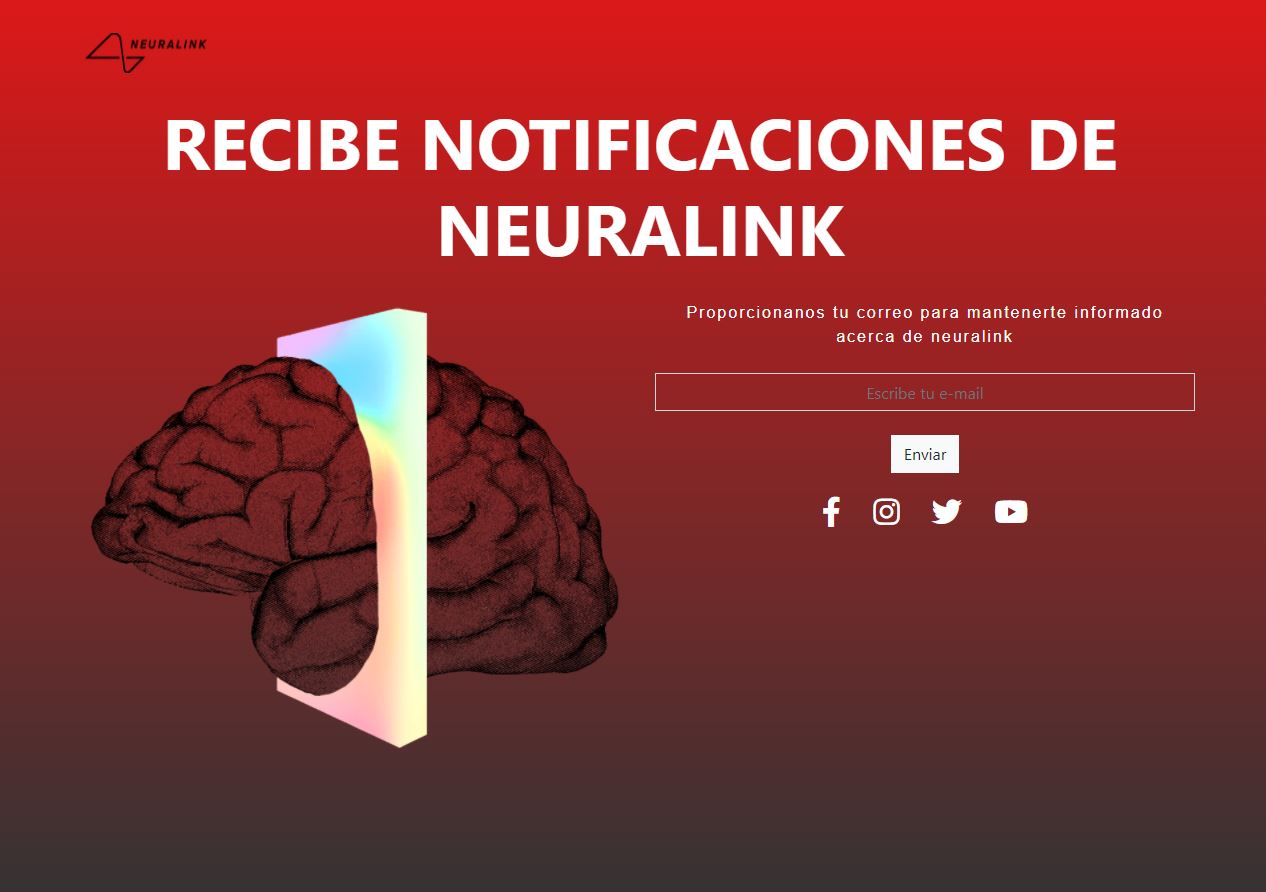 NEURALINK
RECIBE NOTIFICACIONES DE
NEURALINK
Proporcionanos tu correo para mantenerte informado
acerca de neuralink
Escribe tu e-mail
Enviar